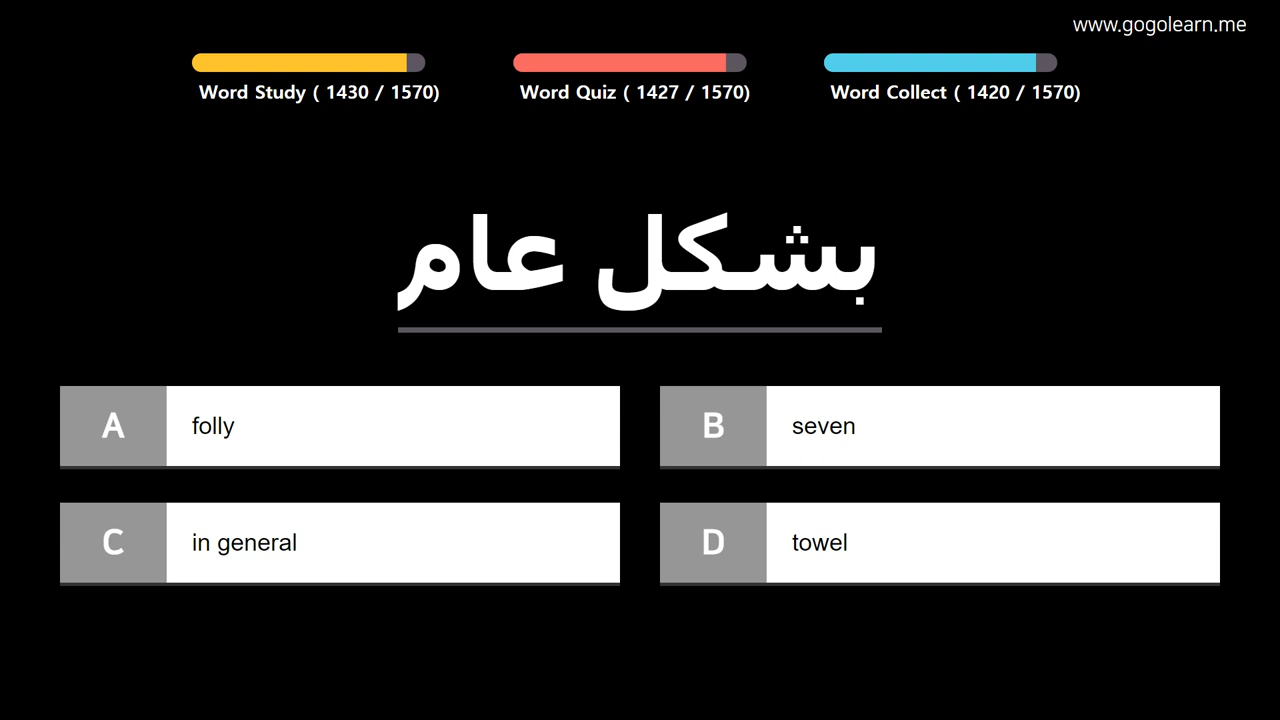 www.gogolearn.me
Word Study ( 1430 / 1570)
Word Quiz ( 1427 / 1570)
Word Collect ( 1420 / 1570)
بشكل عام
A folly
B seven
C in general
D towel